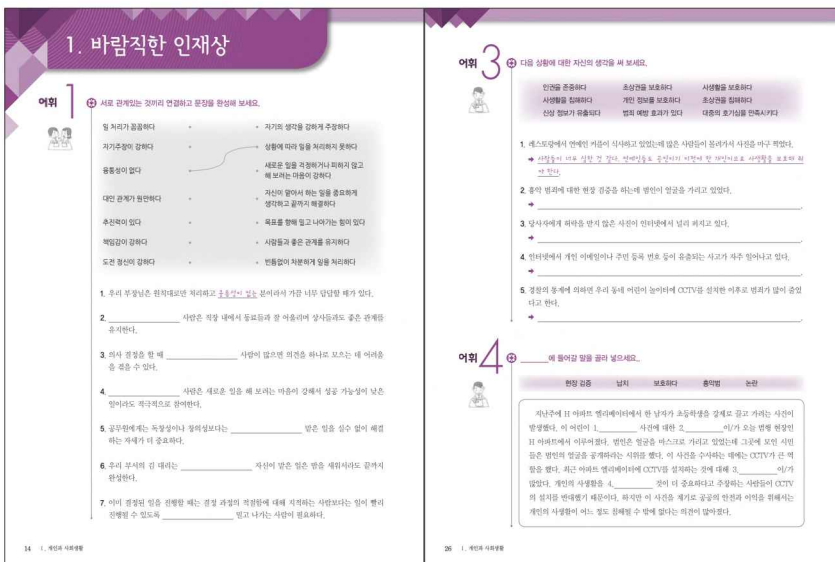 1. 바람직한 인재상
어휘 1
서로 관계있는 것끼리 연결하고 문장을 완성해 보세요.
일 처리가 꼼꼼하다 • • 자기의 생각을 강하게 주장하다
자기주장이 강하다 • • 상황에 따라 일을 처리하지 못하다
융통성이 없다 • • 새로운 일을 걱정하거나 피하지 않고
해 보려는 마음이 강하다
대인 관계가 원만하다 • • 자신이 맡아서 하는 일을 중요하게
생각하고 끝까지 해결하다
추진력이 있다 • • 목표를 향해 밀고 나아가는 힘이 있다
책임감이 강하다 • • 사람들과 좋은 관계를 유지하다
도전 정신이 강하다 • • 빈틈없이 차분하게 일을 처리하다
1. 우리 부장님은 원칙대로만 처리하고 융통성이 없는 분이라서 가끔 너무 답답할 때가 있다.
2. ____________ 사람은 직장 내에서 동료들과 잘 어울리며 상사들과도 좋은 관계를
유지한다.
3. 의사 결정을 할 때 ____________ 사람이 많으면 의견을 하나로 모으는 데 어려움
을 겪을 수 있다.
4. ____________ 사람은 새로운 일을 해 보려는 마음이 강해서 성공 가능성이 낮은
일이라도 적극적으로 참여한다.
5. 공무원에게는 독창성이나 창의성보다는 ____________ 맡은 일을 실수 없이 해결
하는 자세가 더 중요하다.
6. 우리 부서의 김 대리는 ____________ 자신이 맡은 일은 밤을 새워서라도 끝까지
완성한다.
7. 이미 결정된 일을 진행할 때는 결정 과정의 적절함에 대해 지적하는 사람보다는 일이 빨리
진행될 수 있도록 ____________ 밀고 나가는 사람이 필요하다.
14 Ⅰ. 개인과 사회생활
어휘 3
다음 상황에 대한 자신의 생각을 써 보세요.
인권을 존중하다 초상권을 보호하다 사생활을 보호하다
사생활을 침해하다 개인 정보를 보호하다 초상권을 침해하다
신상 정보가 유출되다 범죄 예방 효과가 있다 대중의 호기심을 만족시키다
1. 레스토랑에서 연예인 커플이 식사하고 있었는데 많은 사람들이 몰려가서 사진을 마구 찍었다.
➜ 사람들이 너무 심한 것 같다. 연예인들도 공인이기 이전에 한 개인이므로 사생활을 보호해 줘
야 한다.
2. 흉악 범죄에 대한 현장 검증을 하는데 범인이 얼굴을 가리고 있었다.
➜
3. 당사자에게 허락을 받지 않은 사진이 인터넷에서 널리 퍼지고 있다.
➜
4. 인터넷에서 개인 이메일이나 주민 등록 번호 등이 유출되는 사고가 자주 일어나고 있다.
➜
5. 경찰의 통계에 의하면 우리 동네 어린이 놀이터에 CCTV를 설치한 이후로 범죄가 많이 줄었
다고 한다.
➜
어휘 4
______에 들어갈 말을 골라 넣으세요.
현장 검증 납치 보호하다 흉악범 논란
지난주에 H 아파트 엘리베이터에서 한 남자가 초등학생을 강제로 끌고 가려는 사건이
발생했다. 이 어린이 1.________ 사건에 대한 2.________이/가 오늘 범행 현장인
H 아파트에서 이루어졌다. 범인은 얼굴을 마스크로 가리고 있었는데 그곳에 모인 시민
들은 범인의 얼굴을 공개하라는 시위를 했다. 이 사건을 수사하는 데에는 CCTV가 큰 역
할을 했다. 최근 아파트 엘리베이터에 CCTV를 설치하는 것에 대해 3.________이/가
많았다. 개인의 사생활을 4.________ 것이 더 중요하다고 주장하는 사람들이 CCTV
의 설치를 반대했기 때문이다. 하지만 이 사건을 계기로 공공의 안전과 이익을 위해서는
개인의 사생활이 어느 정도 침해될 수 밖에 없다는 의견이 많아졌다.
26 Ⅰ. 개인과 사회생활